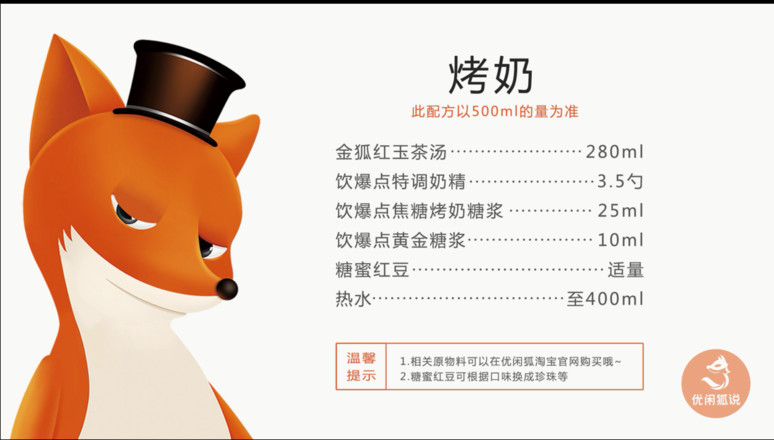 烤奶
此配方以500ml的量为准
金狐红玉茶汤······················280ml
饮爆点特调奶精·····················3.5勺
饮爆点焦糖烤奶糖浆··············25ml
饮爆点黄金糖浆·····················10ml
糖蜜红豆································适量
热水································至400ml
温馨提示
1.相关原物料可以在优闲狐淘宝官网购买哦~
2.糖蜜红豆可根据口味换成珍珠等
优闲狐说